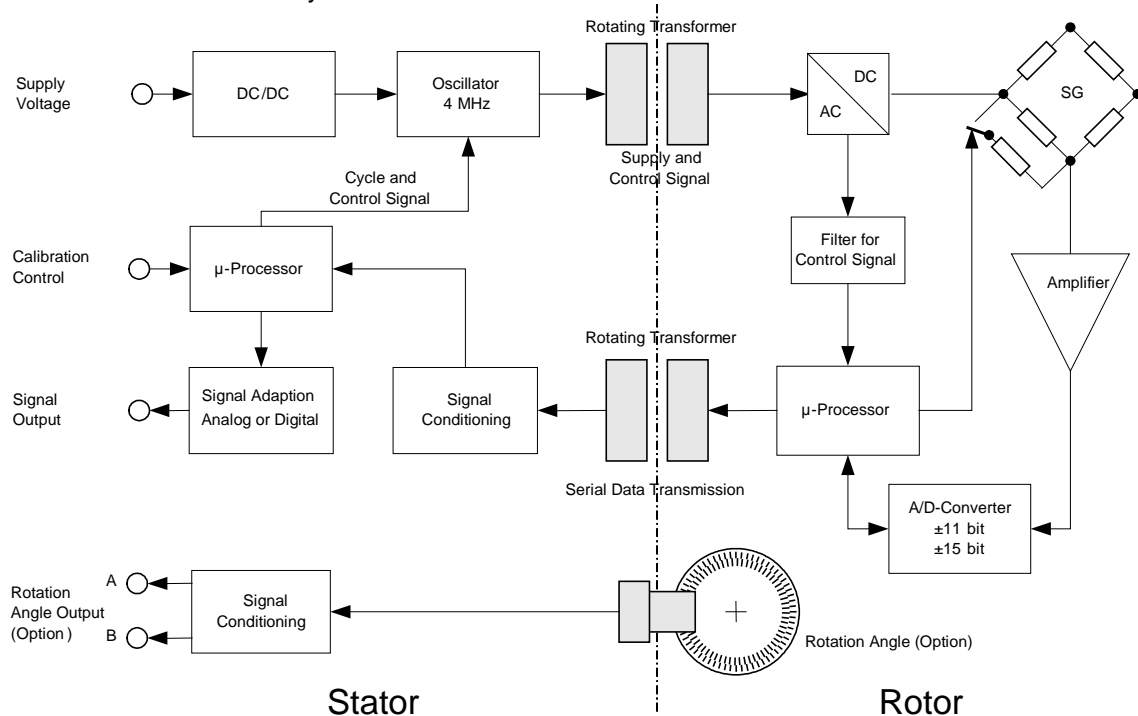 Rotating Transformer
Supply
Voltage
DC/DC
Oscillator
4 MHz
DC
AC
SG
Supply and
Control Signal
Cycle and
Control Signal
Calibration
Control
µ-Processor
Filter for
Control Signal
Amplifier
Rotating Transformer
Signal
Output
Signal Adaption
Analog or Digital
Signal
Conditioning
µ-Processor
Serial Data Transmission
A/D-Converter
±11 bit
±15 bit
Rotation
Angle Output
(Option)
A
B
Signal
Conditioning
Rotation Angle (Option)
Stator
Rotor